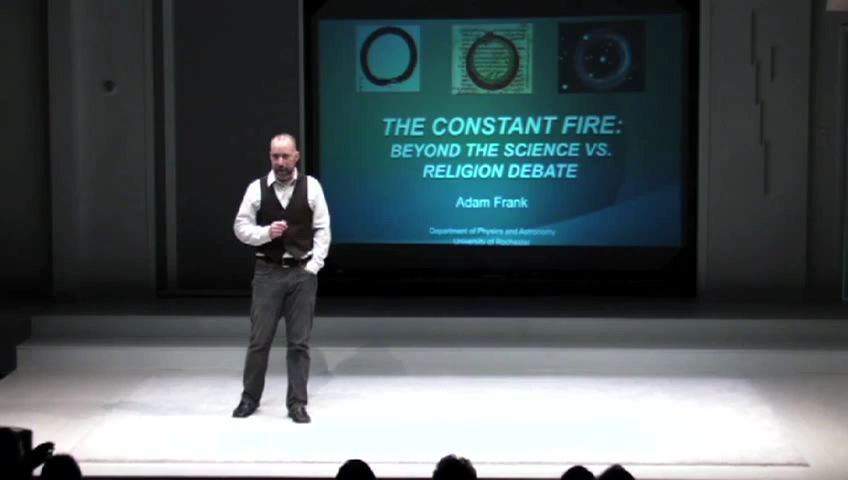 THE CONSTANT FIRE:
BEYOND THE SCIENCE VS.
RELIGION DEBATE
Adam Frank
Department of Physics and Astronomy
University of Rochester